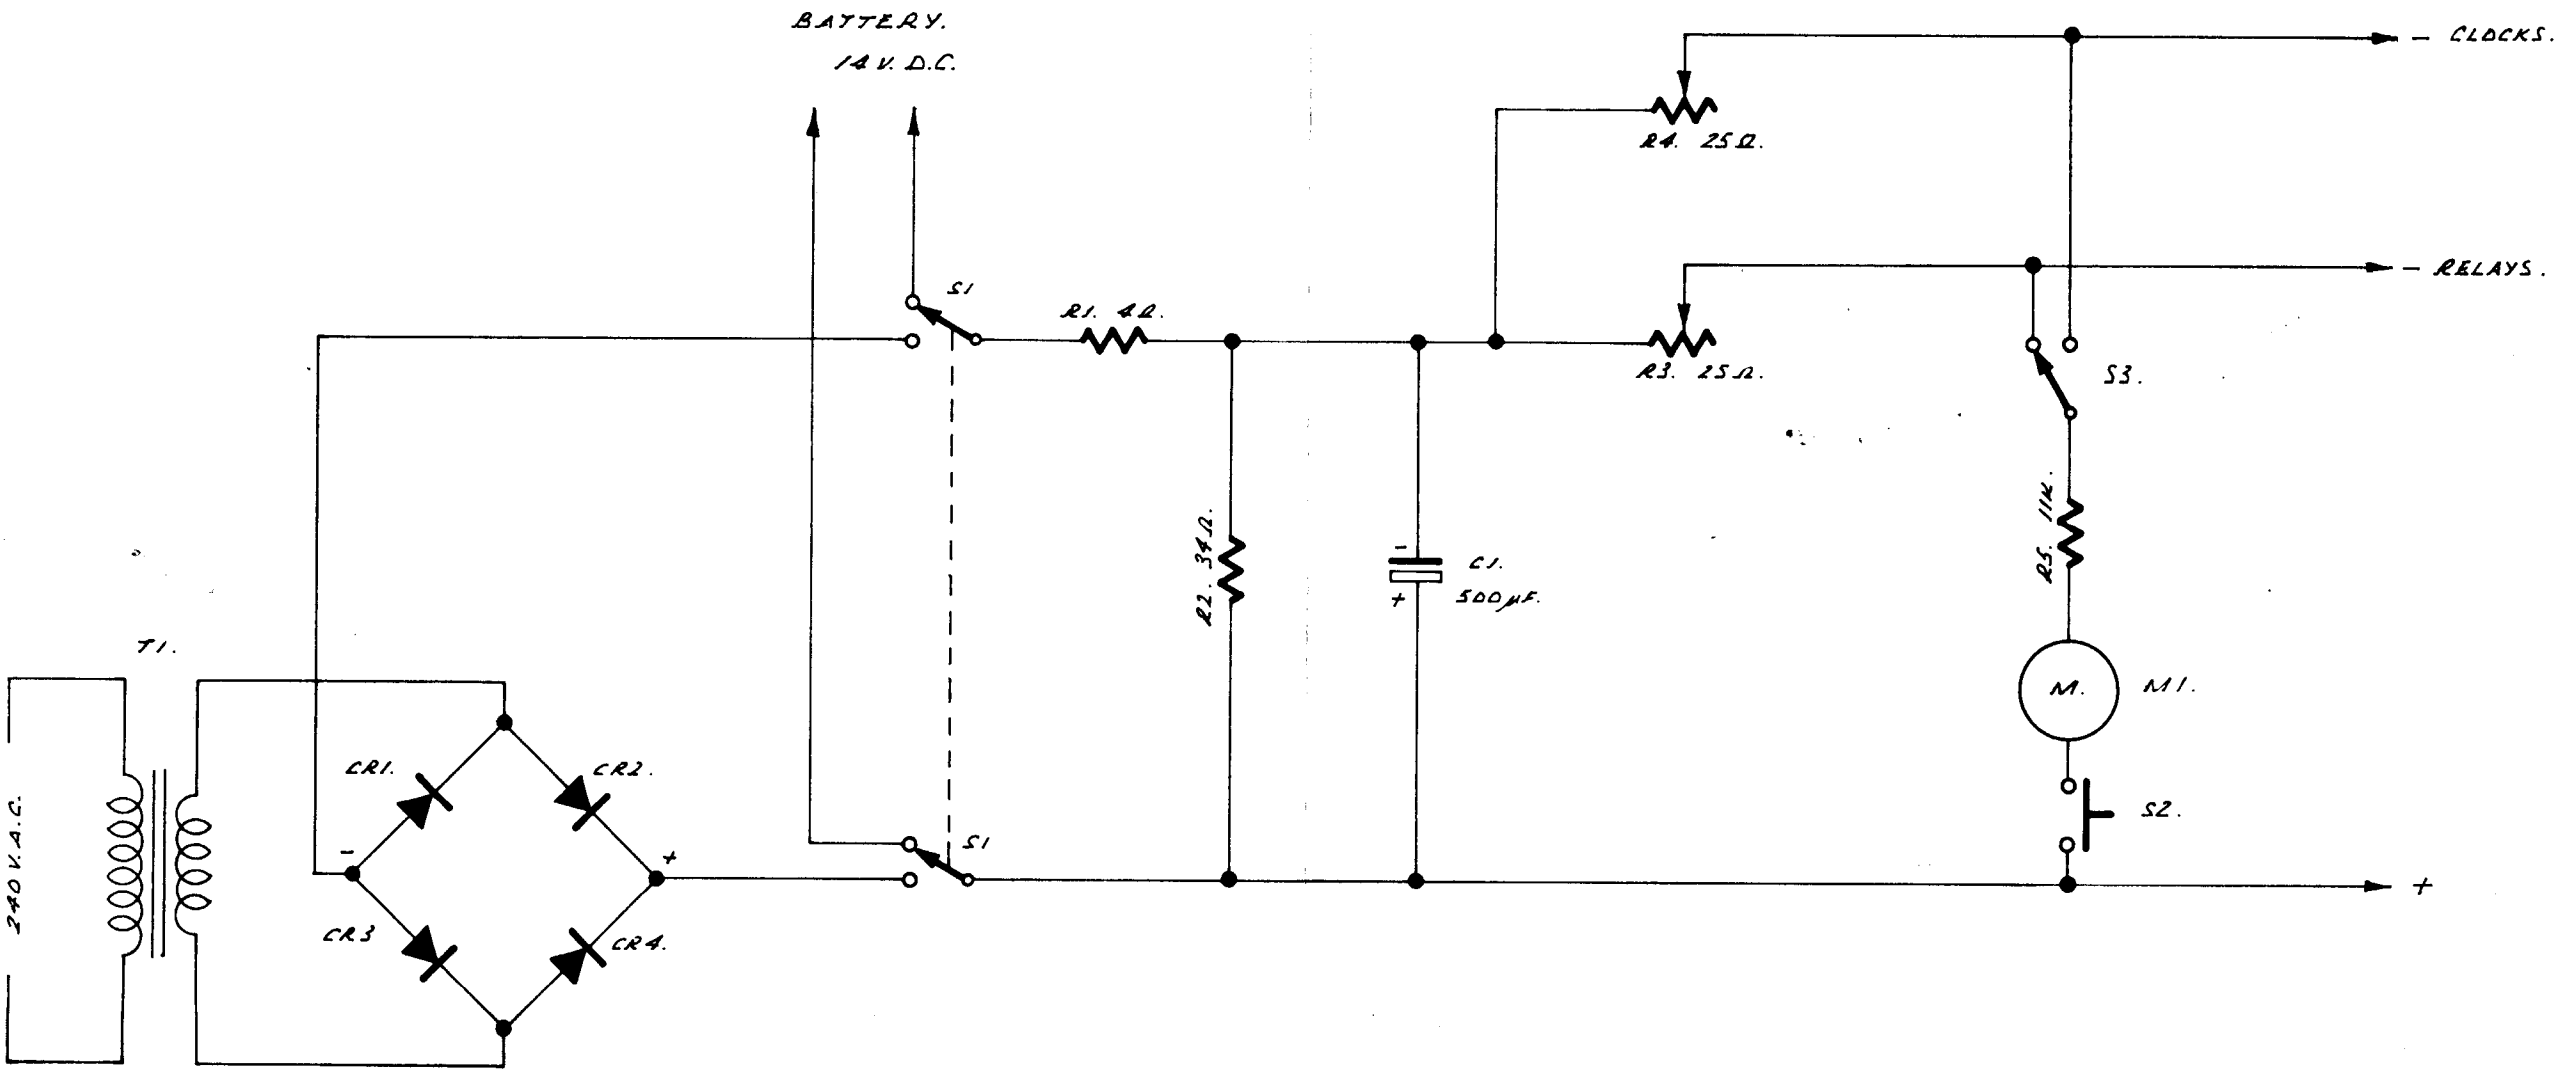 BATTERY.
14 V. D.C.
- CLOCKS.
R4. 25Ω.
- RELAYS.
S1
R1. 4Ω.
R3. 25Ω.
S3.
R5. 11K.
R2. 34Ω.
-
C1.
+
500µF.
T1.
M.
M1.
CR1.
CR2.
S2.
240 V. A.C.
-
+
S1
+
CR3
CR4.